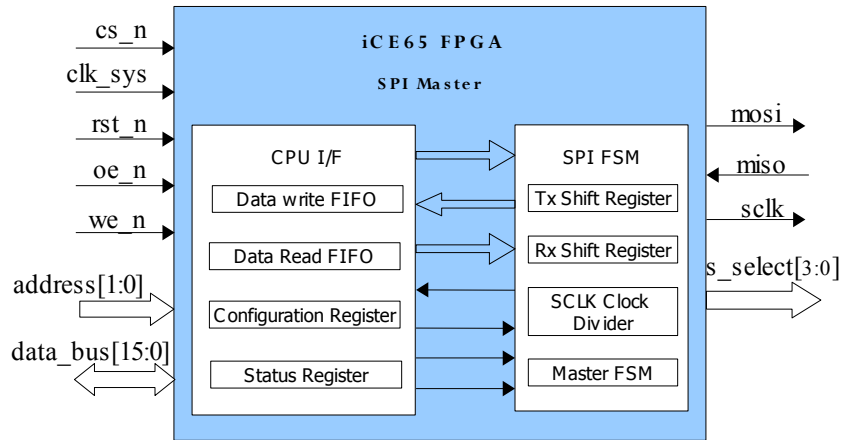 cs_n
clk_sys
rst_n
oe_n
we_n
address[1:0]
data_bus[15:0]
iCE65 FPGA
SPI Master
CPU I/F
Data write FIFO
Data Read FIFO
Configuration Register
Status Register
SPI FSM
Tx Shift Register
Rx Shift Register
SCLK Clock
Divider
Master FSM
mosi
miso
sclk
s_select[3:0]